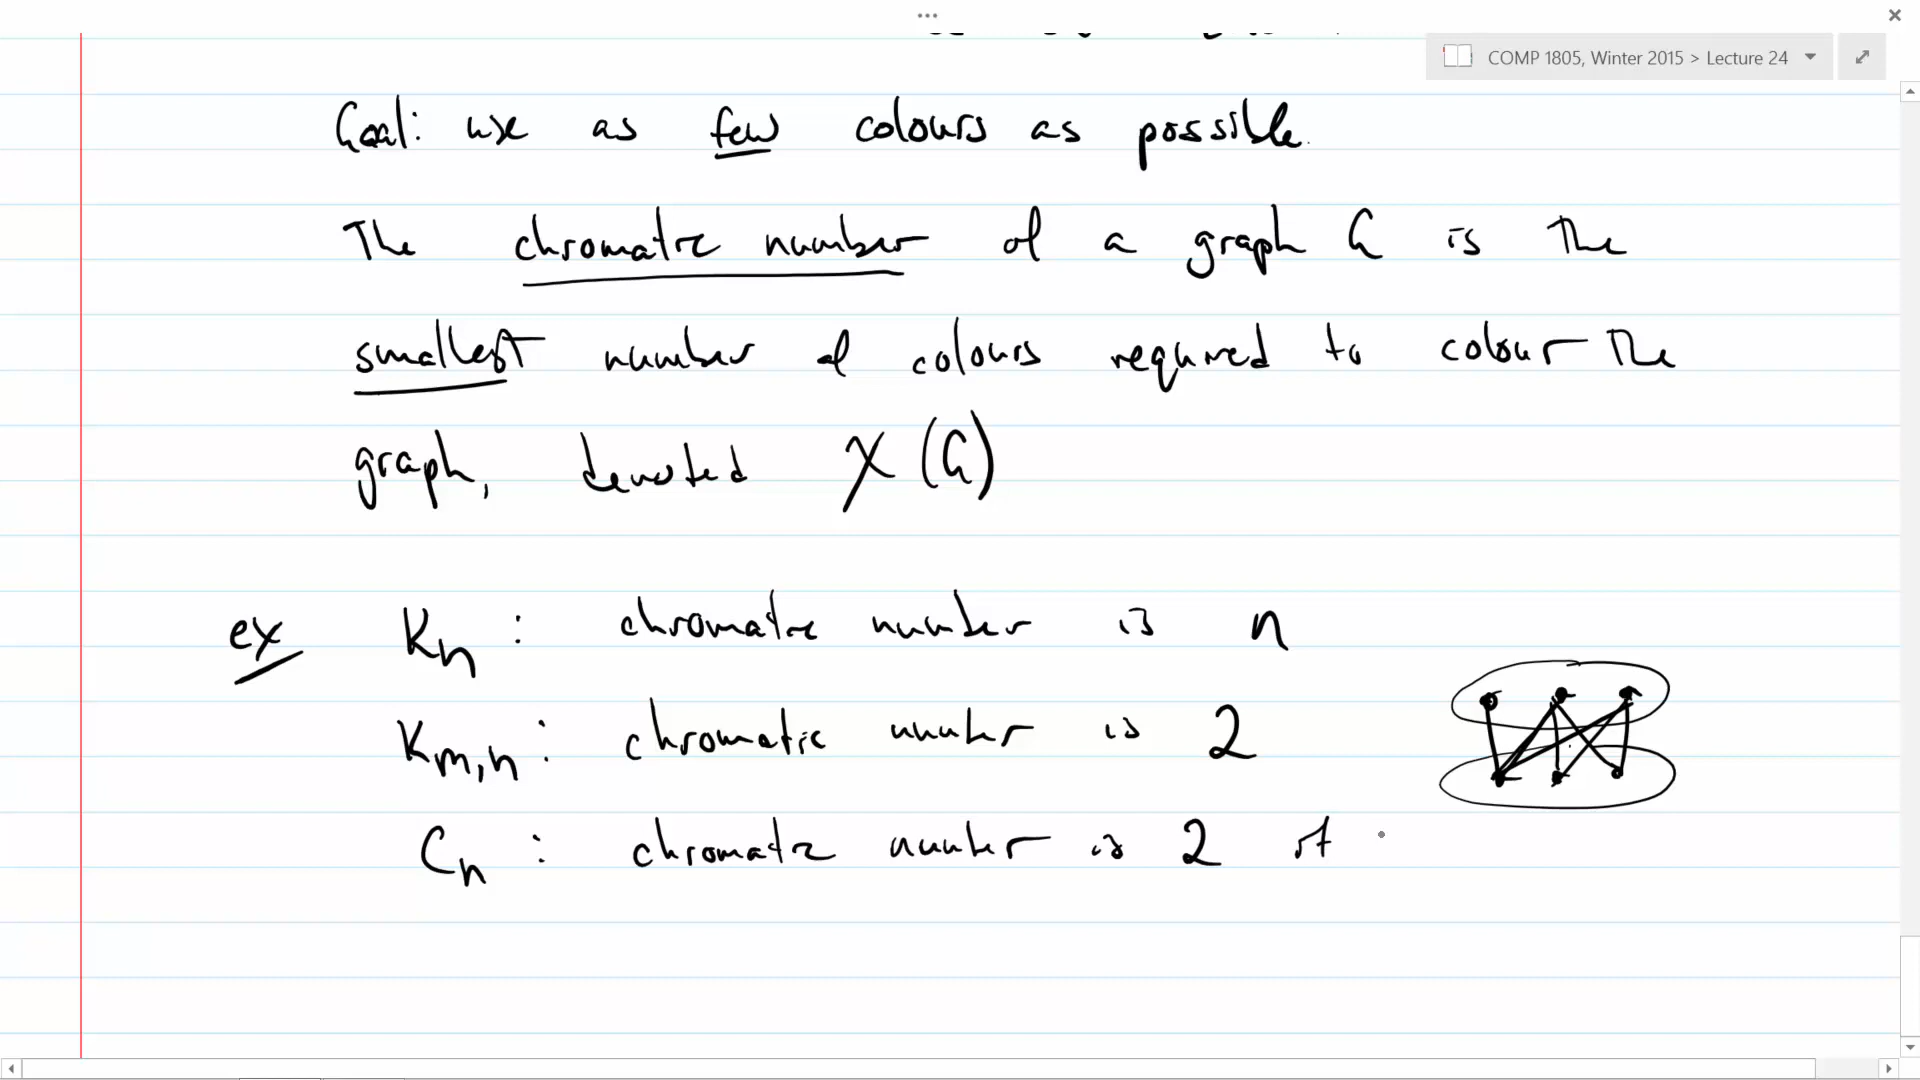 COMP 1805, Winter 2015 > Lecture 24
Goal: use as few colours as possible.
The chromatic number of a graph G is the
smallest number of colours required to colour the
graph, denoted χ(G)
ex Kn: chromatic number is n
Km,n: chromatic number is 2
Cn: chromatic number is 2 if